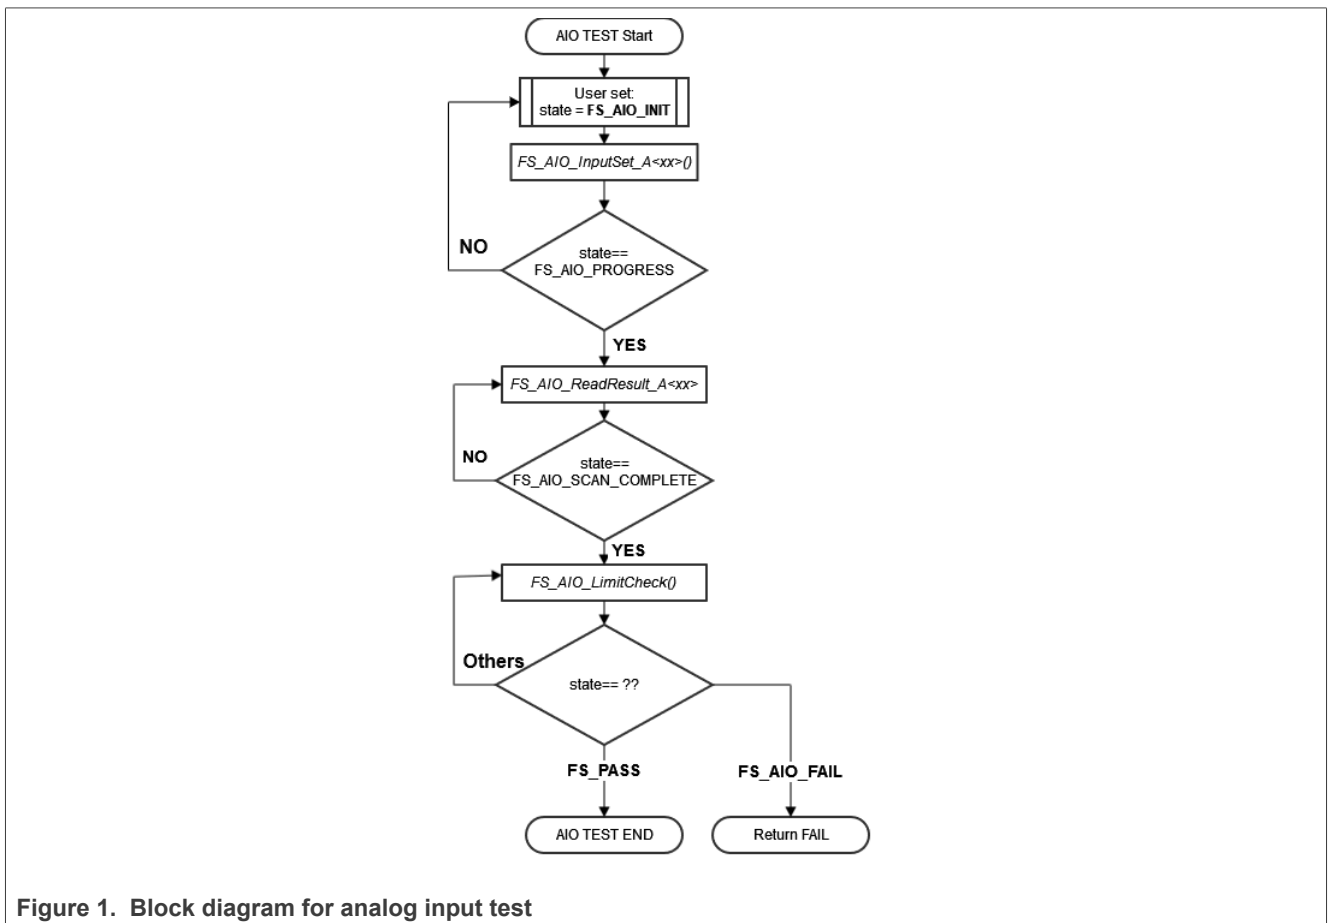 AIO TEST Start
User set:
state = FS_AIO_INIT
FS_AIO_InputSet_A<xx>()
NO
state==
FS_AIO_PROGRESS
YES
FS_AIO_ReadResult_A<xx>
NO
state==
FS_AIO_SCAN_COMPLETE
YES
FS_AIO_LimitCheck()
Others
state== ??
FS_PASS
FS_AIO_FAIL
AIO TEST END
Return FAIL
Figure 1. Block diagram for analog input test